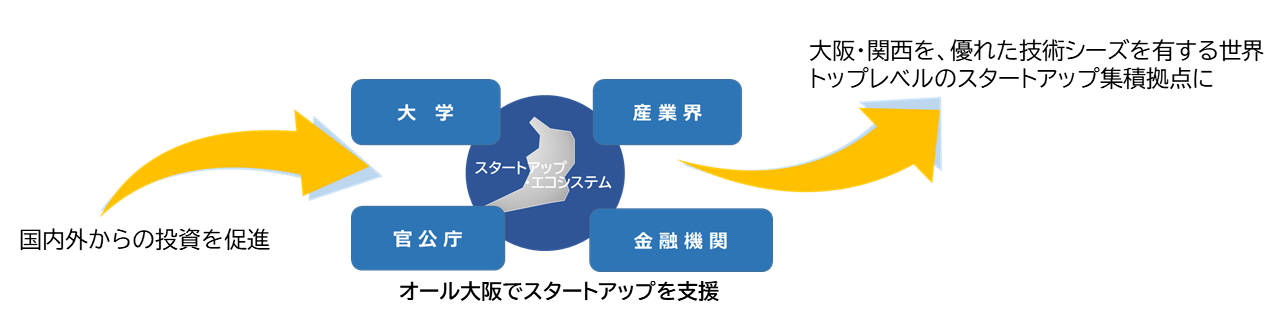 大阪・関西を、優れた技術シーズを有する世界
トップレベルのスタートアップ集積拠点に
大　学
産業界
スタートアップ
・エコシステム
官公庁
金融機関
国内外からの投資を促進
オール大阪でスタートアップを支援